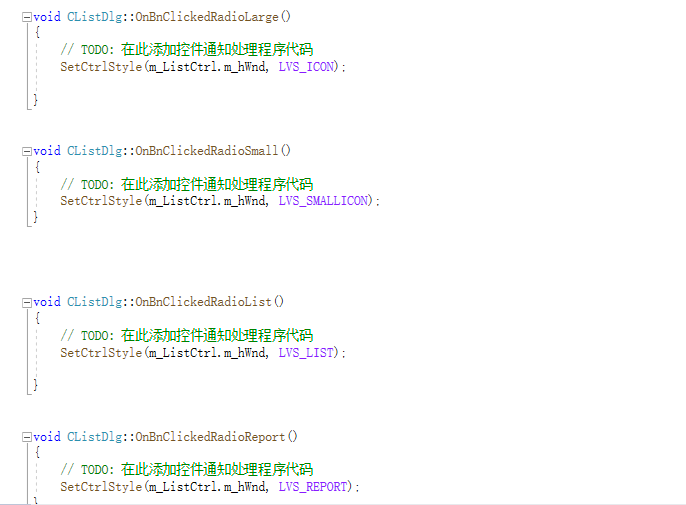 void CListDlg::OnBnClickedRadioLarge()
{
// TODO: 在此添加控件通知处理程序代码
SetCtrlStyle(m_ListCtrl.m_hWnd, LVS_ICON);
}
void CListDlg::OnBnClickedRadioSmall()
{
// TODO: 在此添加控件通知处理程序代码
SetCtrlStyle(m_ListCtrl.m_hWnd, LVS_SMALLICON);
}
void CListDlg::OnBnClickedRadioList()
{
// TODO: 在此添加控件通知处理程序代码
SetCtrlStyle(m_ListCtrl.m_hWnd, LVS_LIST);
}
void CListDlg::OnBnClickedRadioReport()
{
// TODO: 在此添加控件通知处理程序代码
SetCtrlStyle(m_ListCtrl.m_hWnd, LVS_REPORT);
}